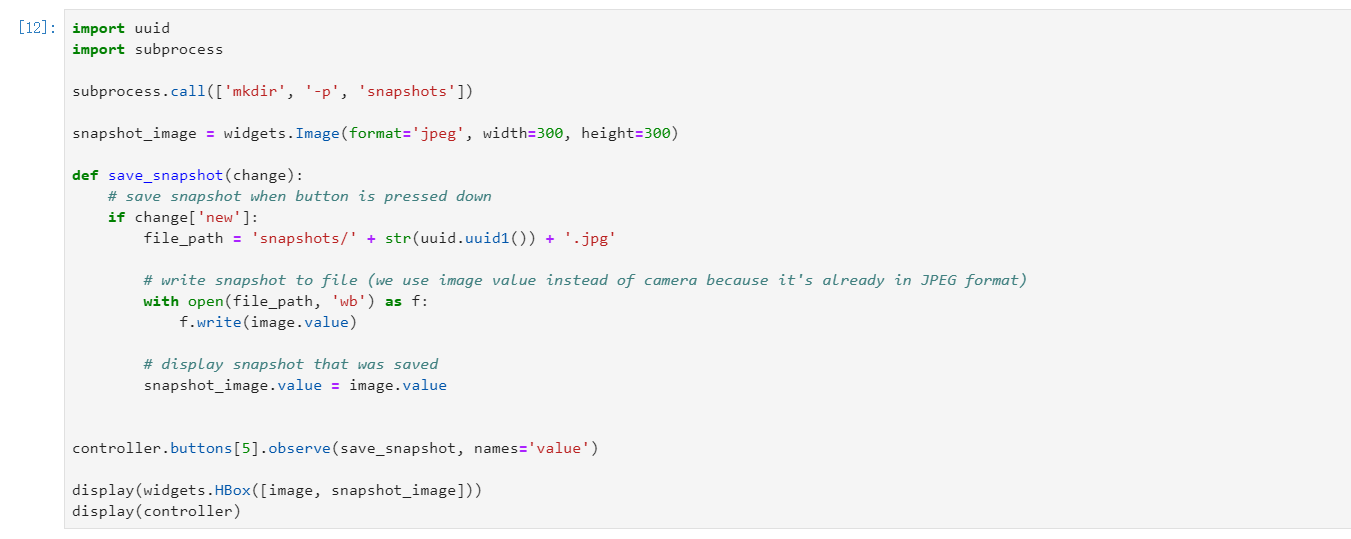 [12]:
import uuid
import subprocess
subprocess.call(['mkdir', '-p', 'snapshots'])
snapshot_image = widgets.Image(format='jpeg', width=300, height=300)
def save_snapshot(change):
    # save snapshot when button is pressed down
    if change['new']:
        file_path = 'snapshots/' + str(uuid.uuid1()) + '.jpg'
        # write snapshot to file (we use image value instead of camera because it's already in JPEG format)
        with open(file_path, 'wb') as f:
            f.write(image.value)
        # display snapshot that was saved
        snapshot_image.value = image.value
controller.buttons[5].observe(save_snapshot, names='value')
display(widgets.HBox([image, snapshot_image]))
display(controller)